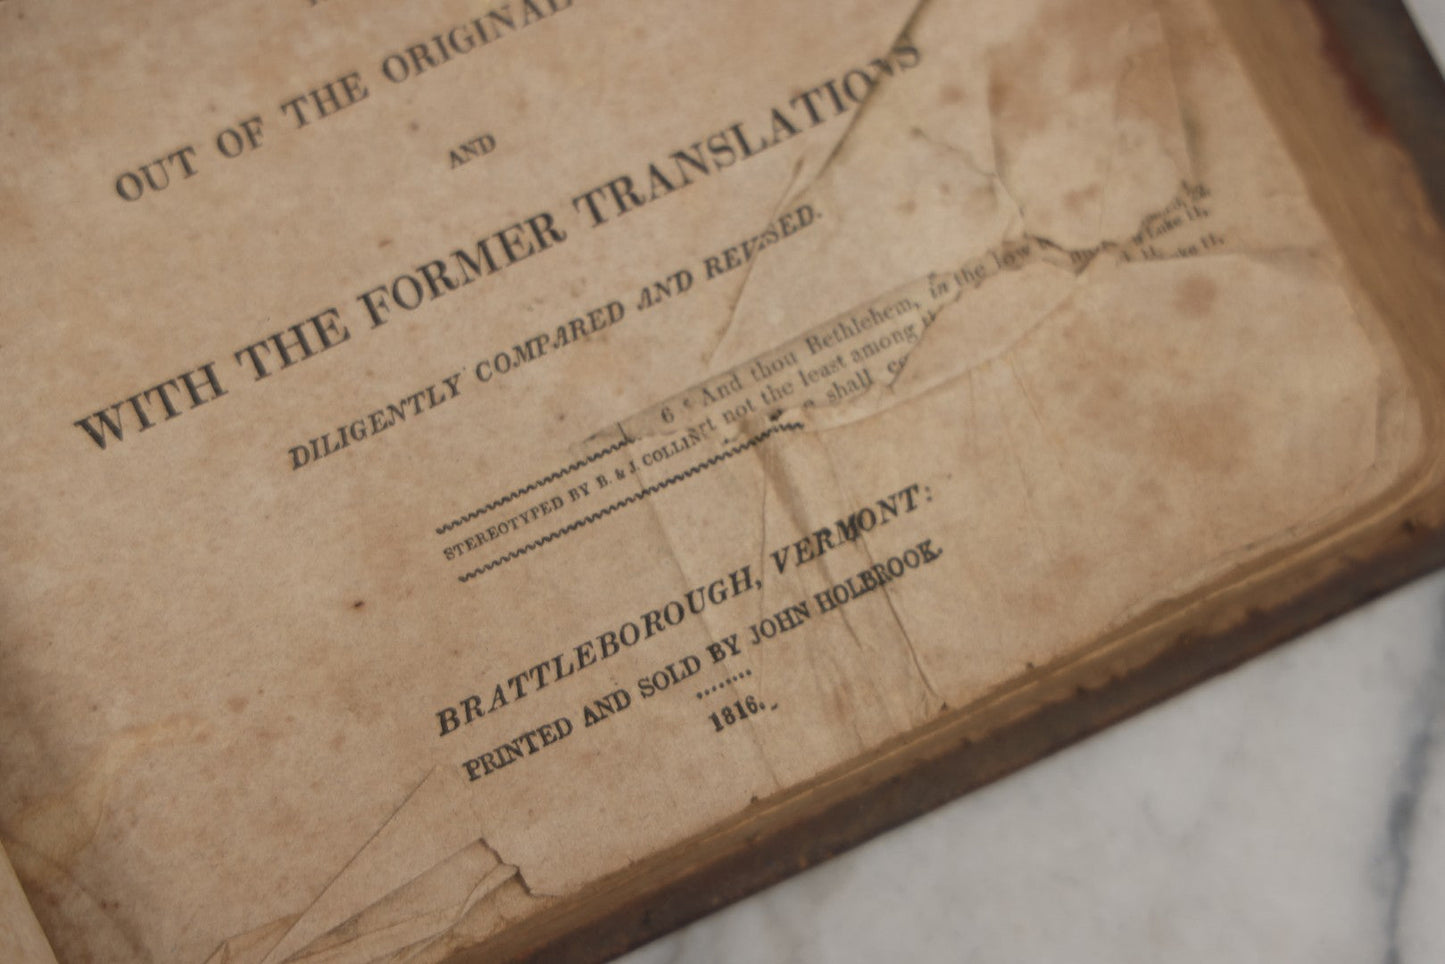 OUT OF THE ORIGINAL
AND
WITH THE FORMER TRANSLATIONS
DILIGENTLY COMPARED AND REVISED.
6 And thou Bethlehem, in the
not the least among
shall
STEREOTYPED BY B. & J. COLLINS
BRATTLEBOROUGH, VERMONT:
PRINTED AND SOLD BY JOHN HOLBROOK.
........
1816.